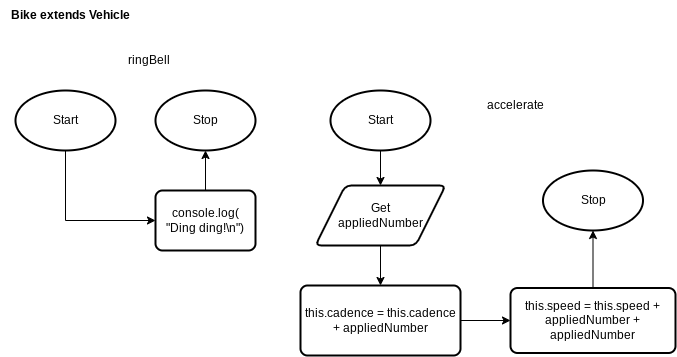 Bike extends Vehicle
ringBell
Start
Stop
console.log(
"Ding ding!\n")
accelerate
Start
Get
appliedNumber
this.cadence = this.cadence
+ appliedNumber
this.speed = this.speed +
appliedNumber +
appliedNumber
Stop